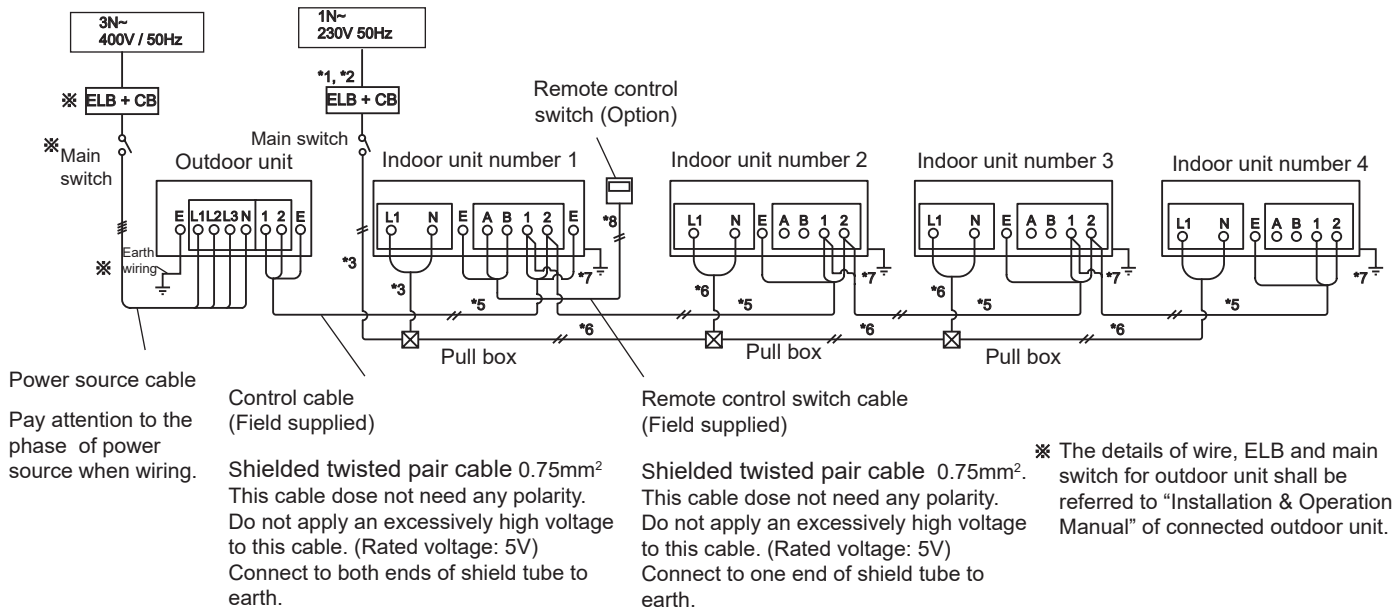 3N~
400V / 50Hz
1N~
230V 50Hz
*1, *2
※ ELB + CB
ELB + CB
Remote control
switch (Option)
※ Main
switch
Main switch
Outdoor unit
Indoor unit number 1
Indoor unit number 2
Indoor unit number 3
Indoor unit number 4
E L1 L2 L3 N 1 2 E
L1 N E A B 1 2 E
*8
L1 N E A B 1 2
L1 N E A B 1 2
L1 N E A B 1 2
※ Earth
wiring
*3
*3
*7
*6
*7
*6
*7
*7
*5
*5
*5
*5
*6
*6
*6
Pull box
Pull box
Pull box
Power source cable
Pay attention to the
phase of power
source when wiring.
Control cable
(Field supplied)
Shielded twisted pair cable 0.75mm²
This cable dose not need any polarity.
Do not apply an excessively high voltage
to this cable. (Rated voltage: 5V)
Connect to both ends of shield tube to
earth.
Remote control switch cable
(Field supplied)
Shielded twisted pair cable 0.75mm².
This cable dose not need any polarity.
Do not apply an excessively high voltage
to this cable. (Rated voltage: 5V)
Connect to one end of shield tube to
earth.
※ The details of wire, ELB and main
switch for outdoor unit shall be
referred to “Installation & Operation
Manual” of connected outdoor unit.